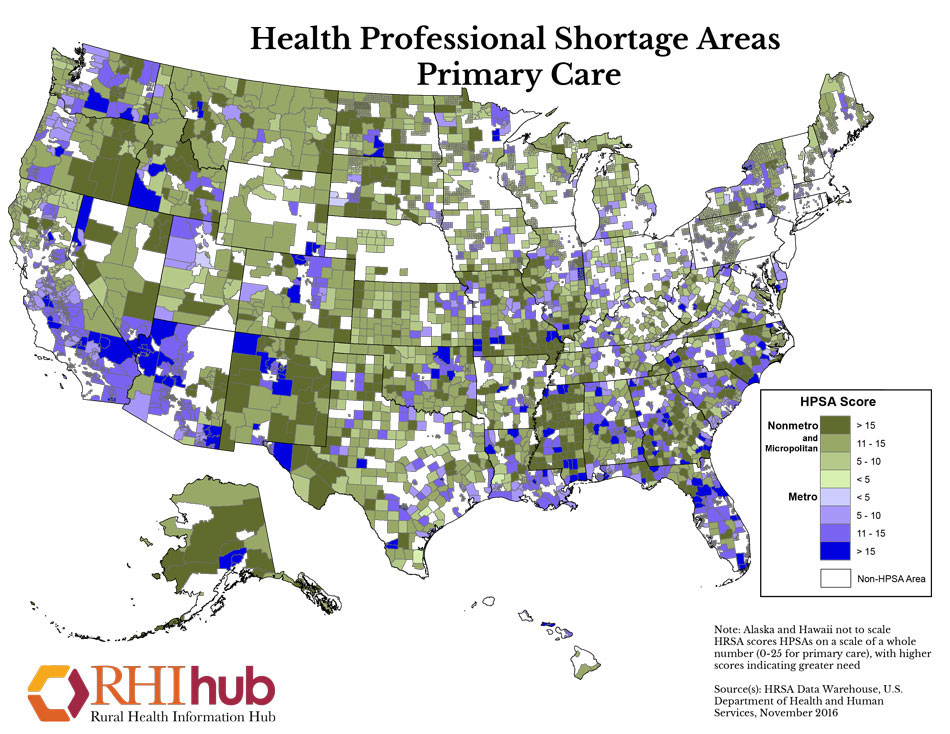 Health Professional Shortage Areas
Primary Care
HPSA Score
Nonmetro
and
Micropolitan
> 15
11 - 15
5 - 10
< 5
Metro
< 5
5 - 10
11 - 15
> 15
Non-HPSA Area
Note: Alaska and Hawaii not to scale
HRSA scores HPSAs on a scale of a whole
number (0-25 for primary care), with higher
scores indicating greater need
Source(s): HRSA Data Warehouse, U.S.
Department of Health and Human
Services, November 2016
RHIhub
Rural Health Information Hub